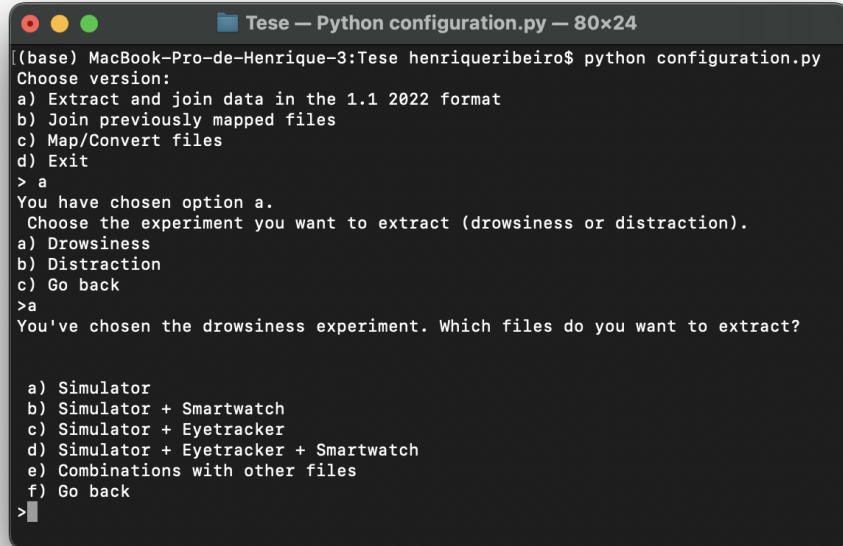 Tese — Python configuration.py — 80×24
[(base) MacBook-Pro-de-Henrique-3:Tese henriqueribeiro$ python configuration.py
Choose version:
a) Extract and join data in the 1.1 2022 format
b) Join previously mapped files
c) Map/Convert files
d) Exit
> a
You have chosen option a.
 Choose the experiment you want to extract (drowsiness or distraction).
a) Drowsiness
b) Distraction
c) Go back
>a
You've chosen the drowsiness experiment. Which files do you want to extract?
 a) Simulator
 b) Simulator + Smartwatch
 c) Simulator + Eyetracker
 d) Simulator + Eyetracker + Smartwatch
 e) Combinations with other files
 f) Go back
>